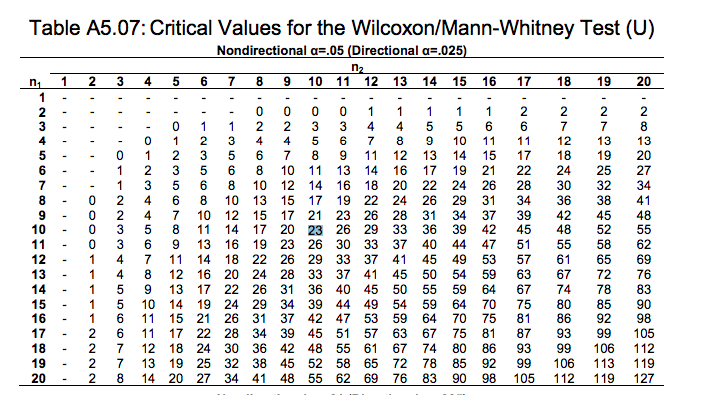 Table A5.07: Critical Values for the Wilcoxon/Mann-Whitney Test (U)
Nondirectional α=.05 (Directional α=.025)
n₂
n₁ 1 2 3 4 5 6 7 8 9 10 11 12 13 14 15 16 17 18 19 20
1 - - - - - - - - - - - - - - - - - - - -
2 - - - - - - - 0 0 0 0 1 1 1 1 1 2 2 2 2
3 - - - - 0 1 1 2 2 3 3 4 4 5 5 6 6 7 7 8
4 - - - 0 1 2 3 4 4 5 6 7 8 9 10 11 11 12 13 13
5 - - 0 1 2 3 5 6 7 8 9 11 12 13 14 15 17 18 19 20
6 - - 1 2 3 5 6 8 10 11 13 14 16 17 19 21 22 24 25 27
7 - - 1 3 5 6 8 10 12 14 16 18 20 22 24 26 28 30 32 34
8 - 0 2 4 6 8 10 13 15 17 19 22 24 26 29 31 34 36 38 41
9 - 0 2 4 7 10 12 15 17 21 23 26 28 31 34 37 39 42 45 48
10 - 0 3 5 8 11 14 17 20 23 26 29 33 36 39 42 45 48 52 55
11 - 0 3 6 9 13 16 19 23 26 30 33 37 40 44 47 51 55 58 62
12 - 1 4 7 11 14 18 22 26 29 33 37 41 45 49 53 57 61 65 69
13 - 1 4 8 12 16 20 24 28 33 37 41 45 50 54 59 63 67 72 76
14 - 1 5 9 13 17 22 26 31 36 40 45 50 55 59 64 67 74 78 83
15 - 1 5 10 14 19 24 29 34 39 44 49 54 59 64 70 75 80 85 90
16 - 1 6 11 15 21 26 31 37 42 47 53 59 64 70 75 81 86 92 98
17 - 2 6 11 17 22 28 34 39 45 51 57 63 67 75 81 87 93 99 105
18 - 2 7 12 18 24 30 36 42 48 55 61 67 74 80 86 93 99 106 112
19 - 2 7 13 19 25 32 38 45 52 58 65 72 78 85 92 99 106 113 119
20 - 2 8 14 20 27 34 41 48 55 62 69 76 83 90 98 105 112 119 127